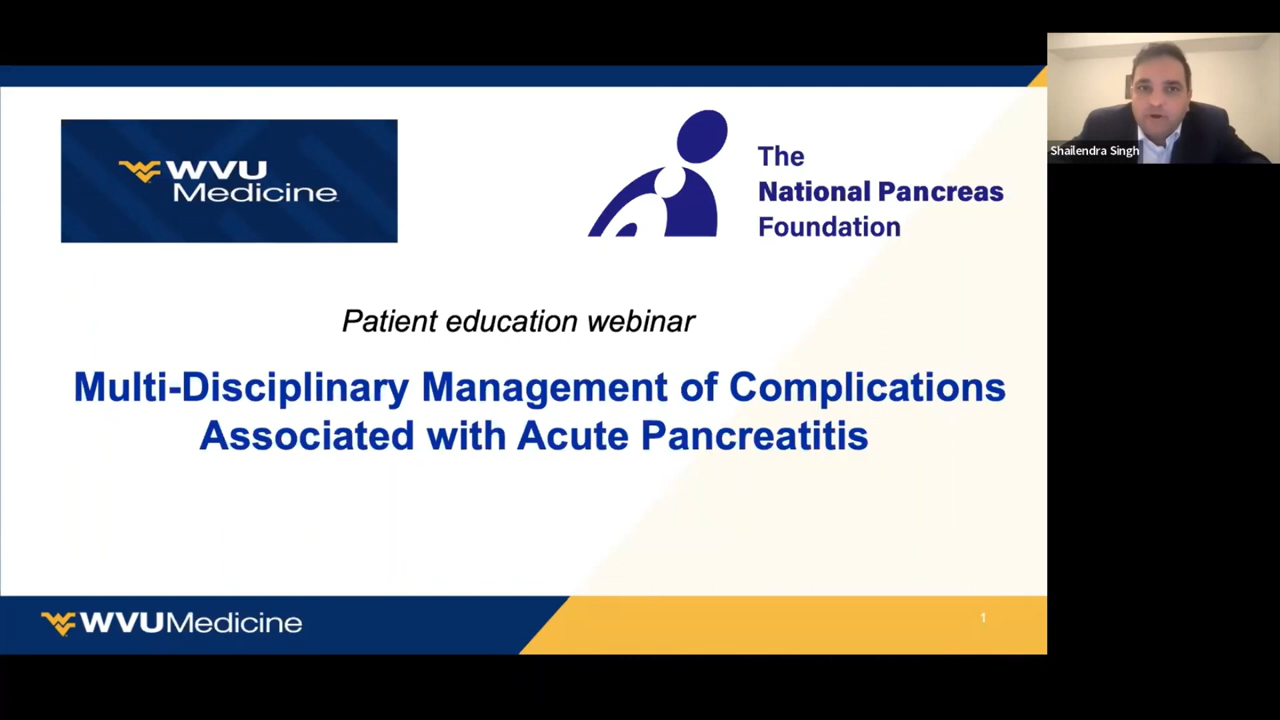 WVU
Medicine
The
National Pancreas
Foundation
Shailendra Singh
Patient education webinar
Multi-Disciplinary Management of Complications
Associated with Acute Pancreatitis
WVUMedicine
1